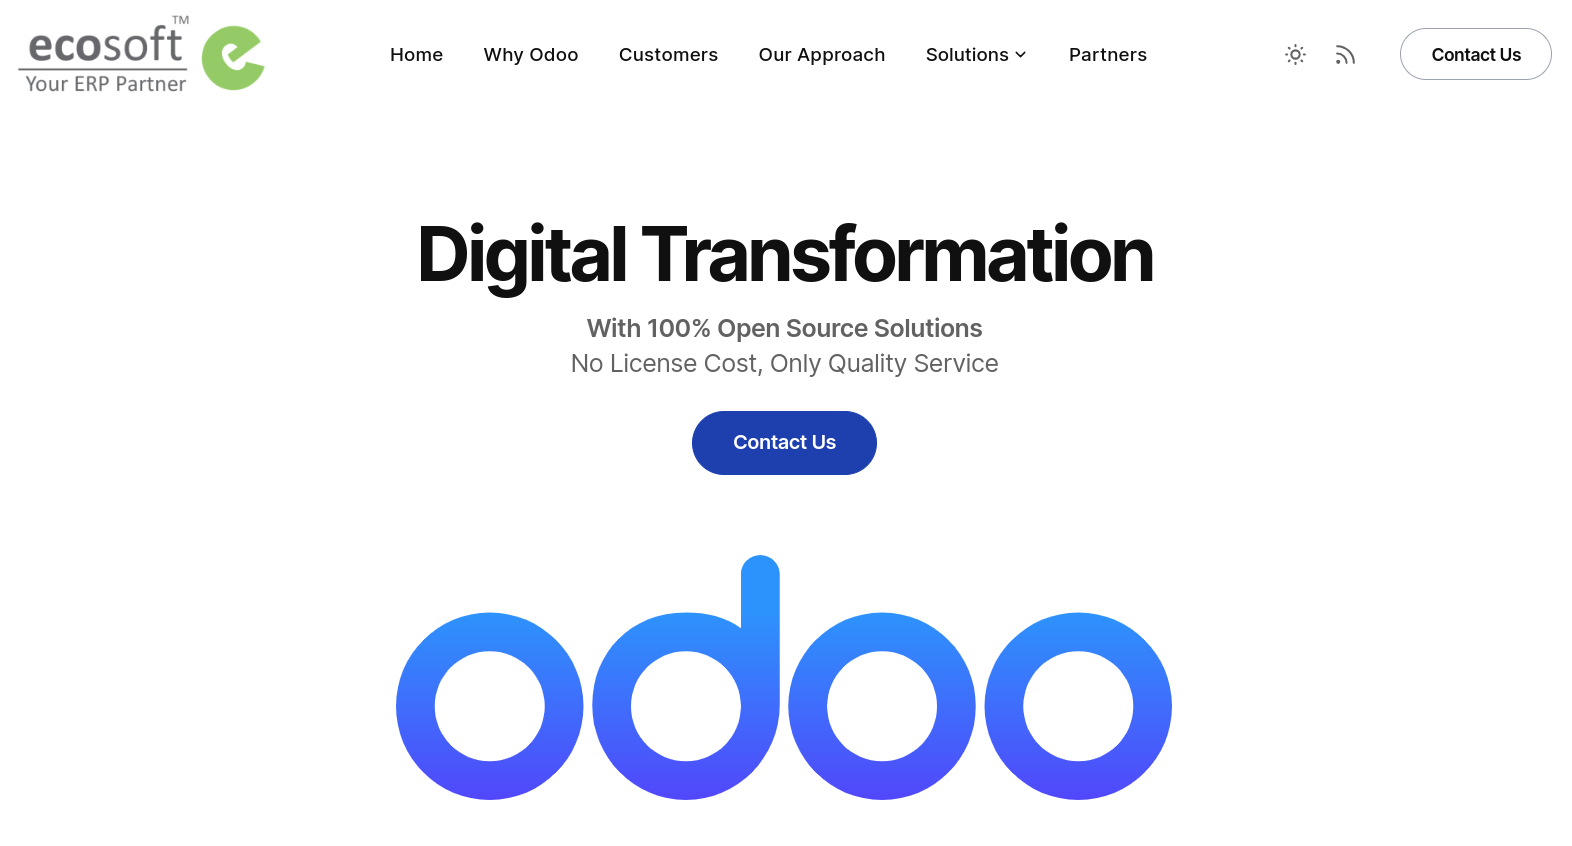 ecosoft™
Your ERP Partner
Home Why Odoo Customers Our Approach Solutions Partners Contact Us
Digital Transformation
With 100% Open Source Solutions
No License Cost, Only Quality Service
Contact Us
odoo